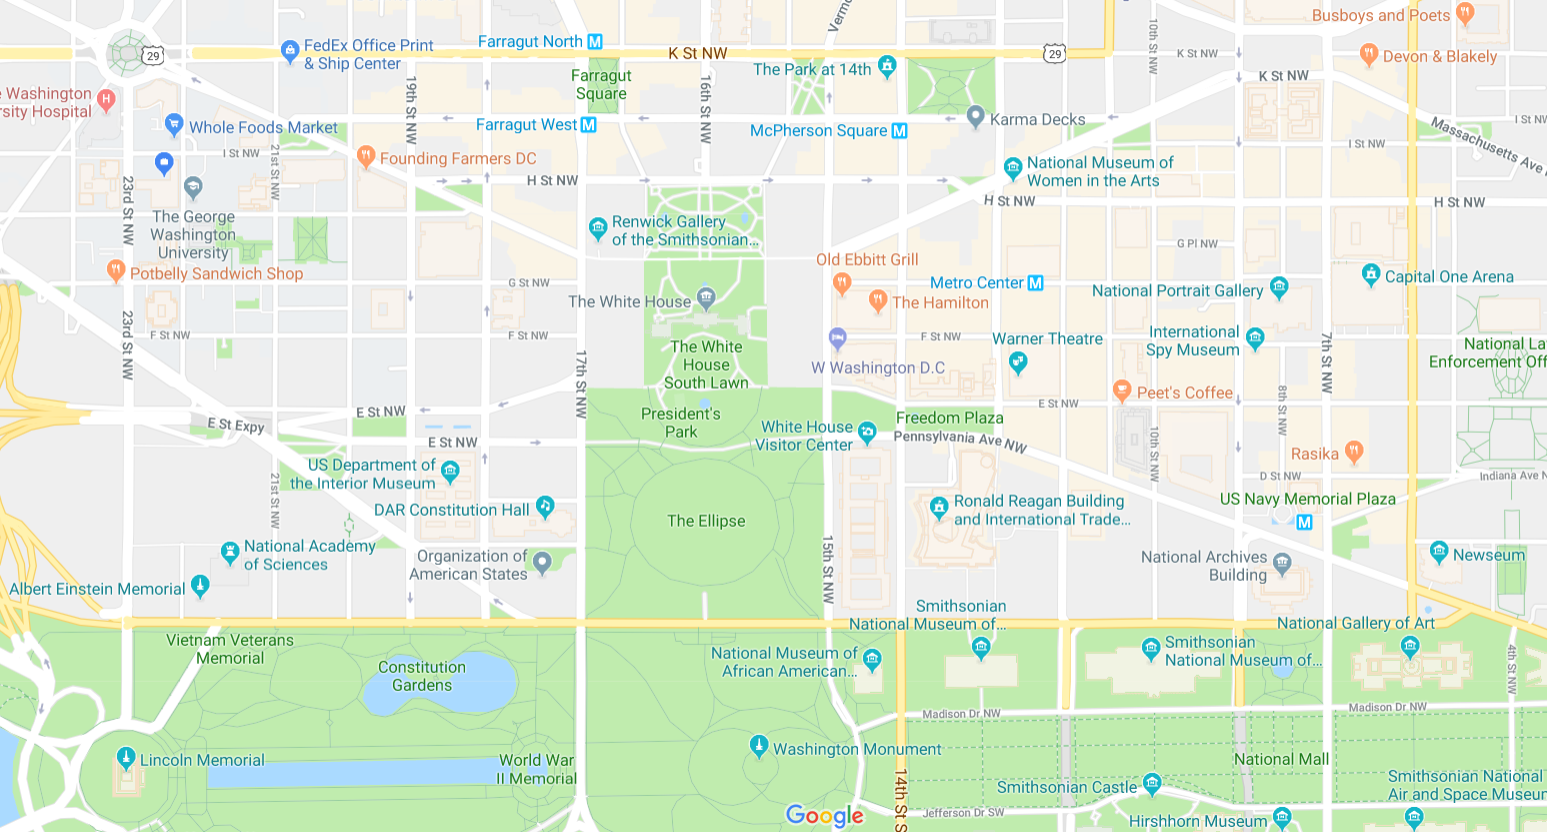 Busboys and Poets
Vermo
29
FedEx Office Print
& Ship Center
Farragut North M
K St NW
29
10th St NW
K St NW
Devon & Blakely
The Park at 14th
K St NW
Farragut
Square
19th St NW
16th St NW
e Washington
rsity Hospital
H
Whole Foods Market
Farragut West M
McPherson Square M
Karma Decks
I St NW
Massachusetts Ave N
I St NW
21st St NW
Founding Farmers DC
I St NW
National Museum of
Women in the Arts
H St NW
23rd St NW
The George
Washington
University
H St NW
H St NW
Renwick Gallery
of the Smithsonian...
G Pl NW
Potbelly Sandwich Shop
Old Ebbitt Grill
G St NW
The White House
The Hamilton
Metro Center M
National Portrait Gallery
Capital One Arena
23rd St NW
F St NW
F St NW
F St NW
Warner Theatre
International
Spy Museum
7th St NW
The White
House
South Lawn
W Washington D.C
National La
Enforcement Off
17th St NW
Peet's Coffee
8th St NW
E St NW
E St NW
E St Expy
President's
Park
Freedom Plaza
E St NW
White House
Visitor Center
Pennsylvania Ave NW
10th St NW
US Department of
the Interior Museum
21st St NW
Rasika
D St NW
Indiana Ave N
US Navy Memorial Plaza
M
DAR Constitution Hall
The Ellipse
Ronald Reagan Building
and International Trade...
National Academy
of Sciences
Organization of
American States
15th St NW
National Archives
Building
Newseum
Albert Einstein Memorial
Smithsonian
National Museum of...
National Gallery of Art
Vietnam Veterans
Memorial
Constitution
Gardens
National Museum of
African American...
Smithsonian
National Museum of...
4th St NW
Madison Dr NW
Madison Dr NW
Lincoln Memorial
World War
II Memorial
Washington Monument
National Mall
14th St S
Smithsonian Castle
Smithsonian National
Air and Space Museum
Google
Jefferson Dr SW
Hirshhorn Museum